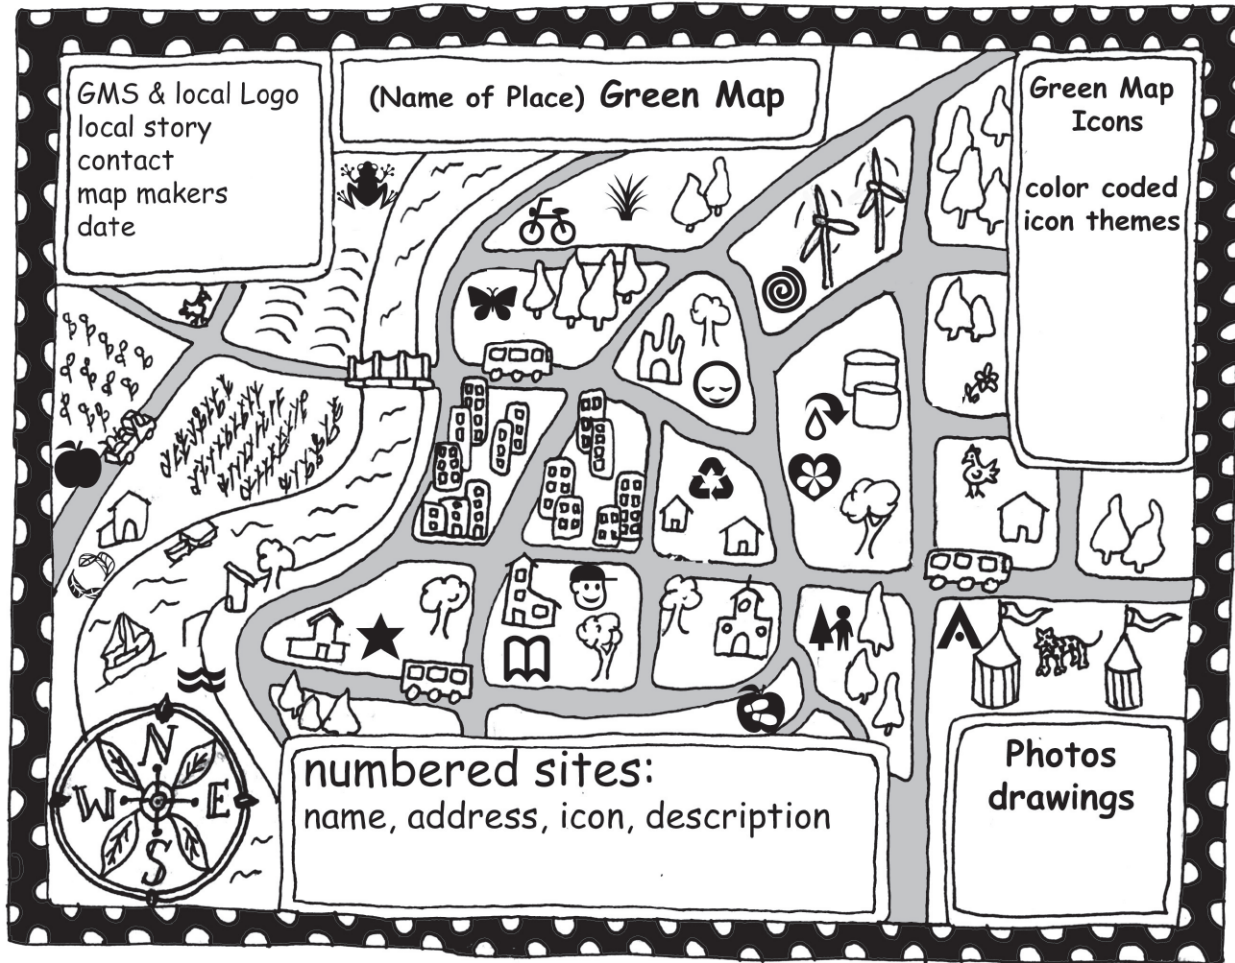 GMS & local Logo
local story
contact
map makers
date
(Name of Place) Green Map
Green Map
Icons
color coded
icon themes
N
W E
S
numbered sites:
name, address, icon, description
Photos
drawings